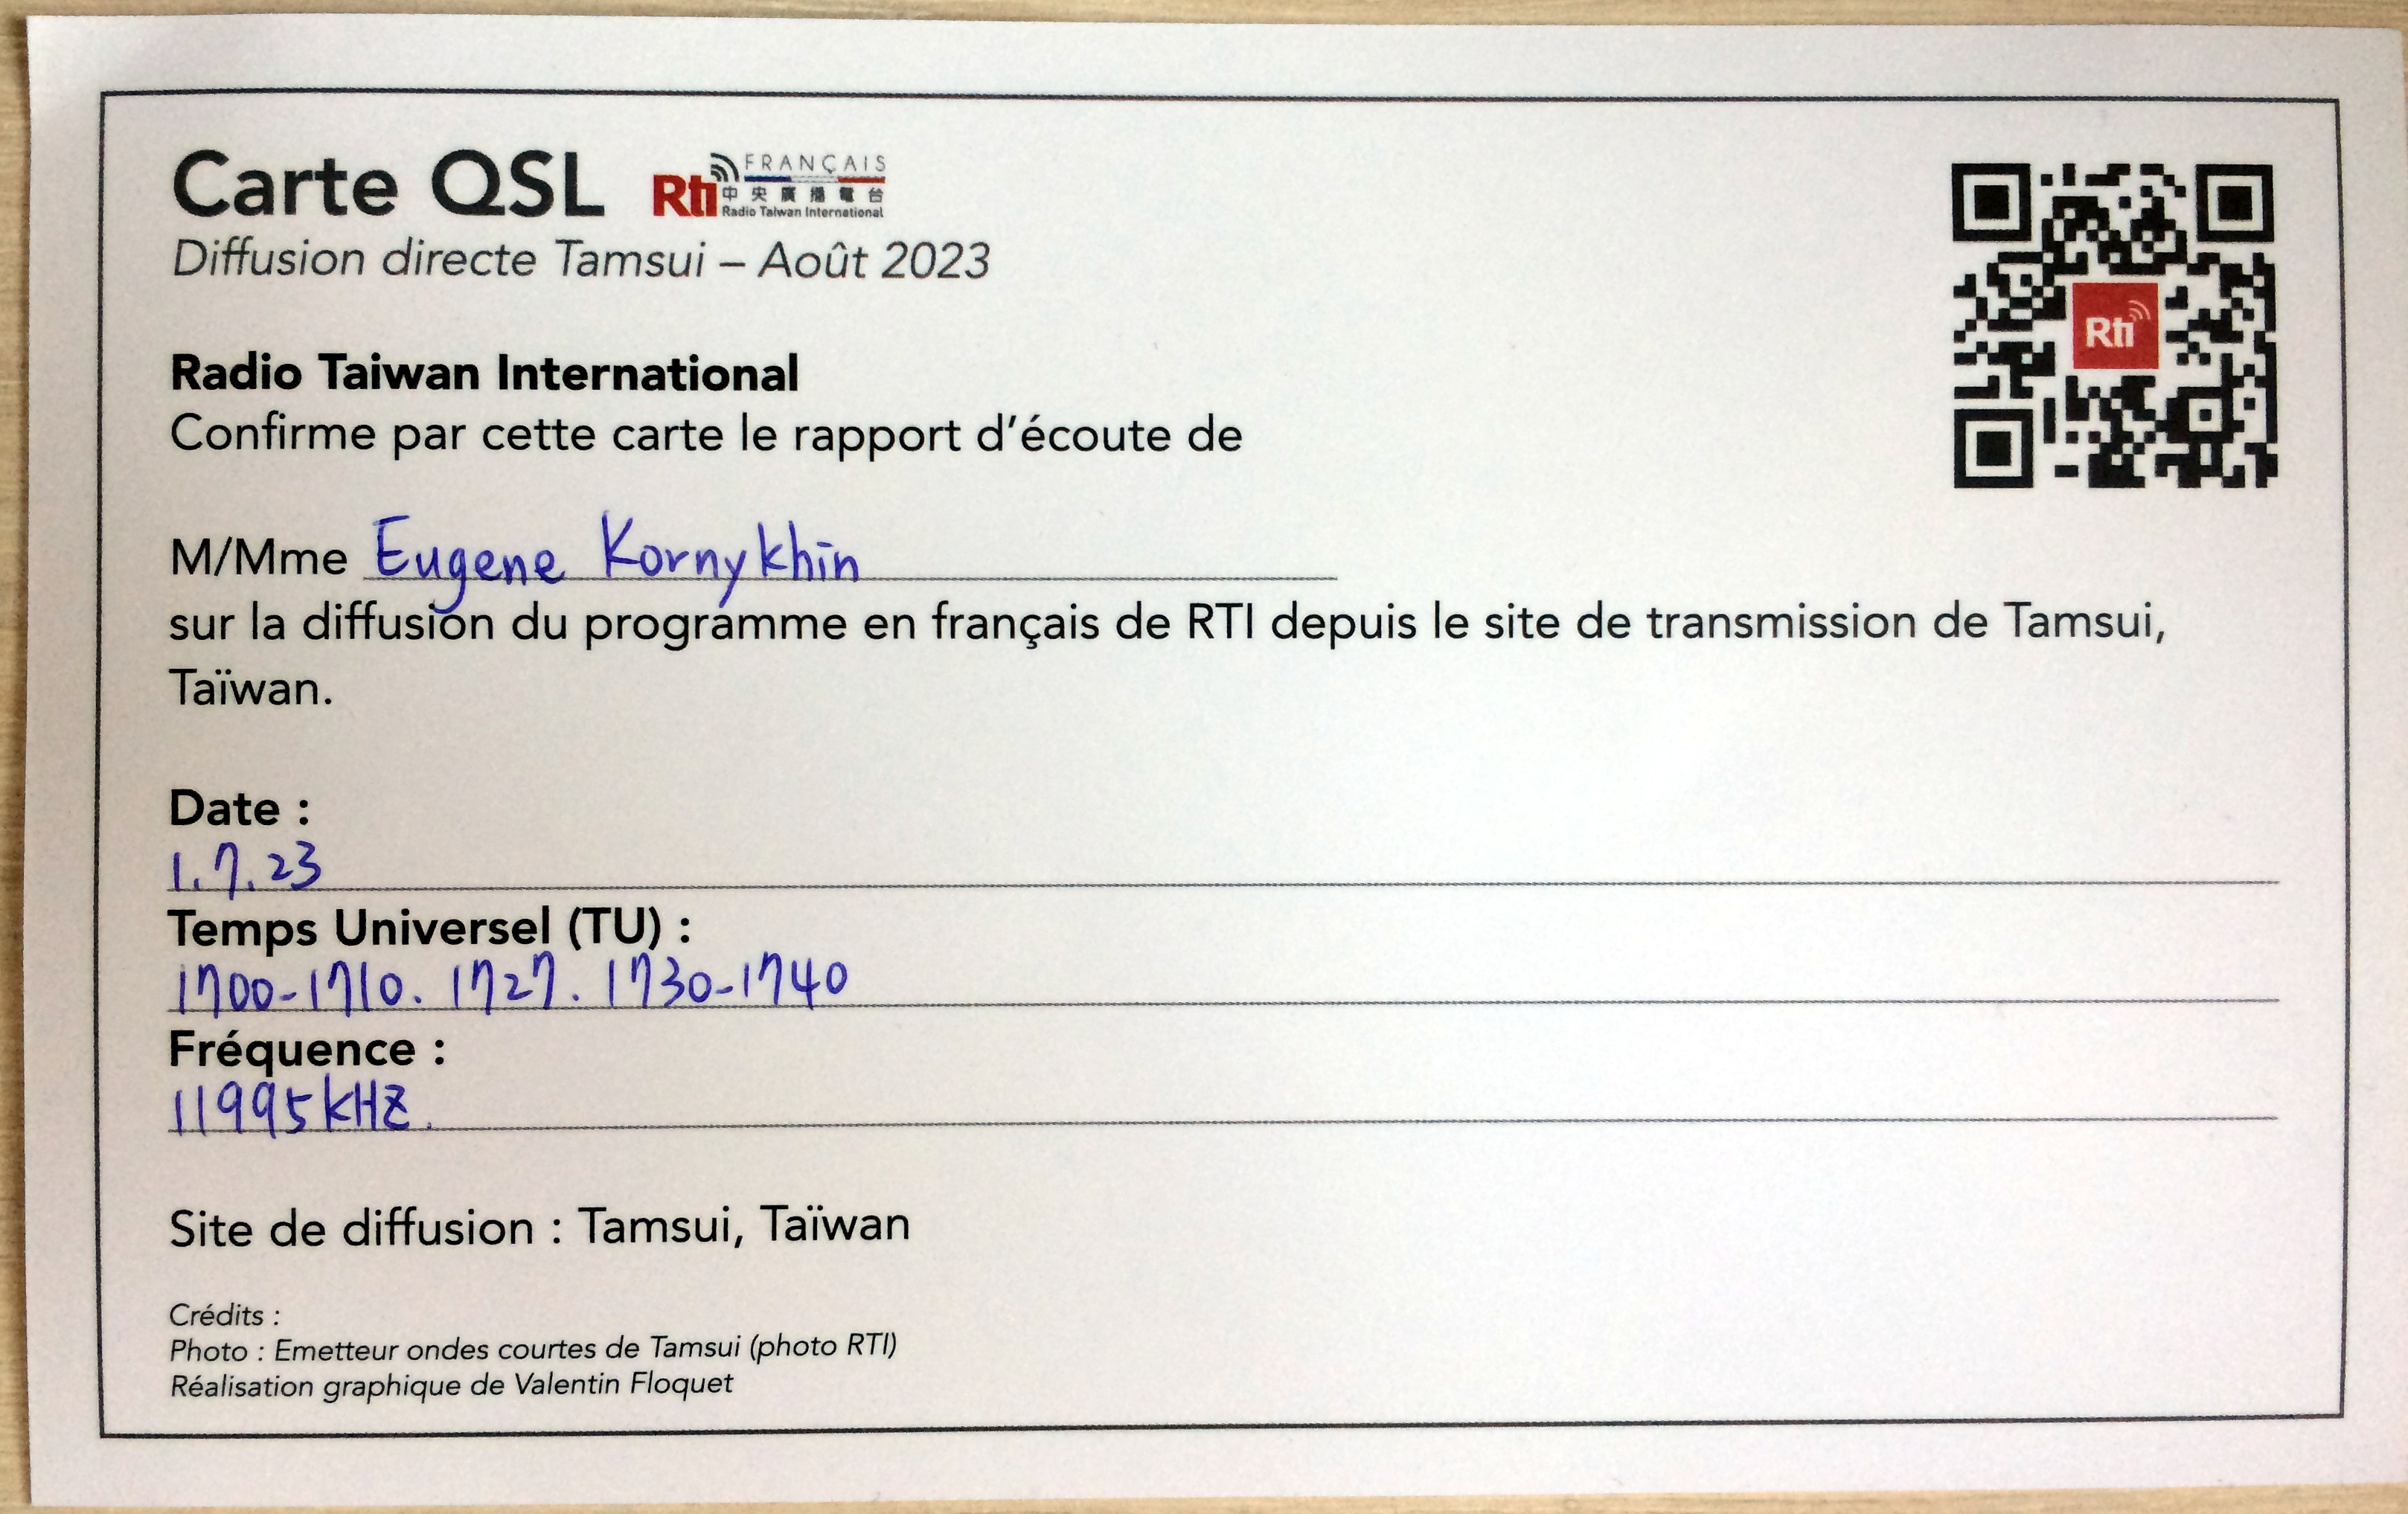 Carte QSL
FRANÇAIS
Rti 中央廣播電台
Radio Taiwan International
Diffusion directe Tamsui – Août 2023
Rti
Radio Taiwan International
Confirme par cette carte le rapport d'écoute de
M/Mme Eugene Kornykhin
sur la diffusion du programme en français de RTI depuis le site de transmission de Tamsui,
Taïwan.
Date :
1.7.23
Temps Universel (TU) :
1700-1710. 1727. 1730-1740
Fréquence :
11995kHZ.
Site de diffusion : Tamsui, Taïwan
Crédits :
Photo : Emetteur ondes courtes de Tamsui (photo RTI)
Réalisation graphique de Valentin Floquet